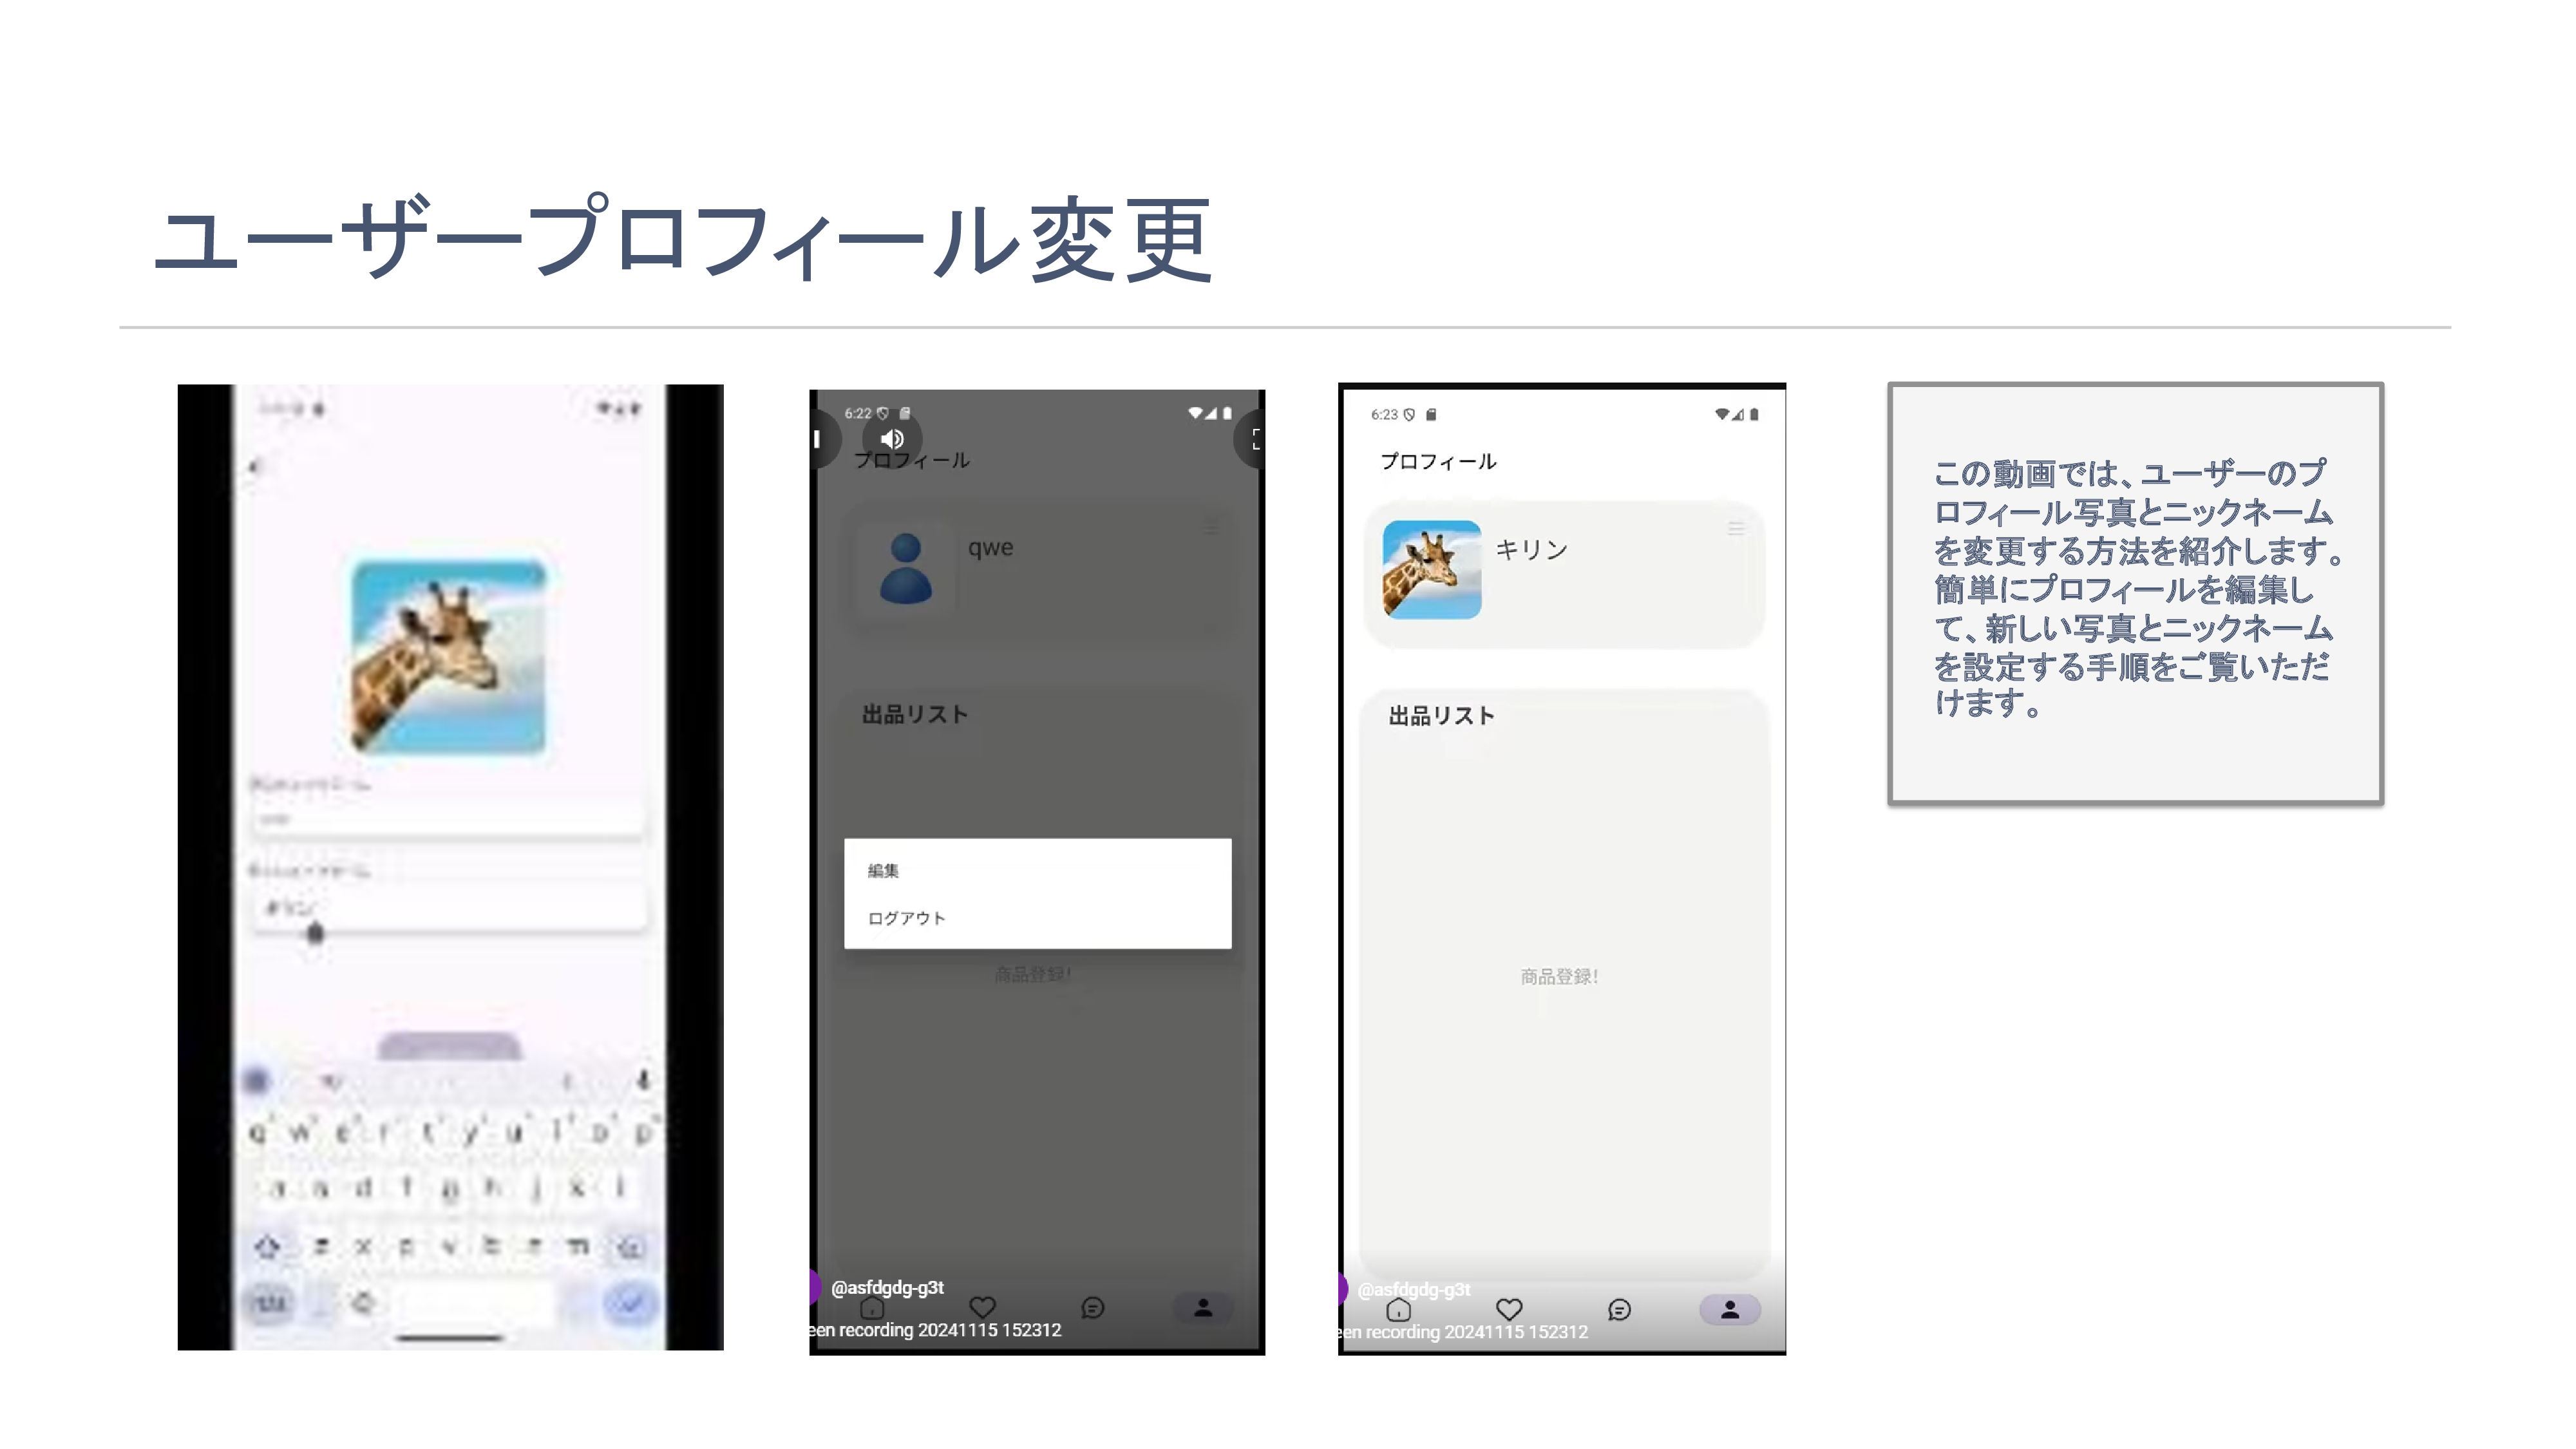 ユーザープロフィール変更
q w e r t y u i o p
6:22
プロフィール
qwe
出品リスト
編集
ログアウト
商品登録!
@asfdgdg-g3t
een recording 20241115 152312
6:23
プロフィール
キリン
出品リスト
商品登録!
@asfdgdg-g3t
een recording 20241115 152312
この動画では、ユーザーのプ
ロフィール写真とニックネーム
を変更する方法を紹介します。
簡単にプロフィールを編集し
て、新しい写真とニックネーム
を設定する手順をご覧いただ
けます。